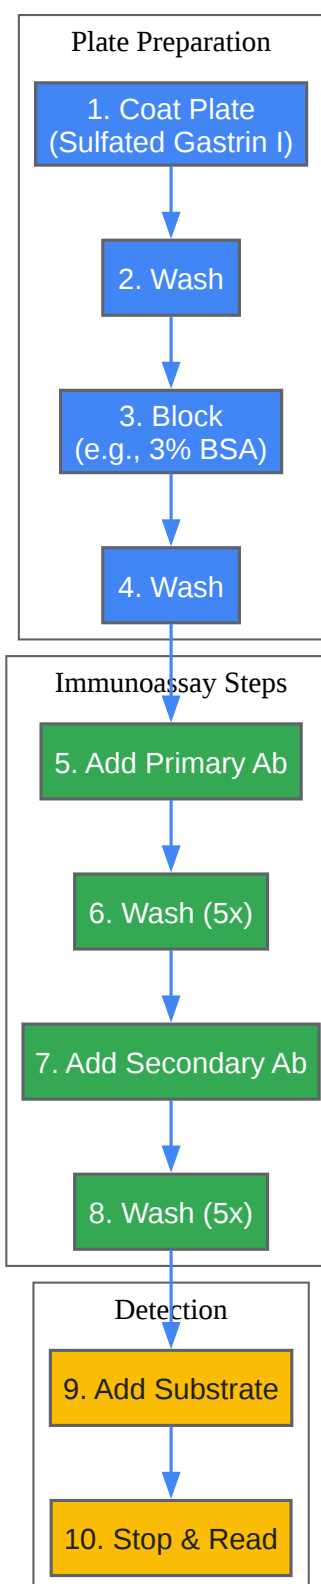 Plate Preparation
1. Coat Plate
(Sulfated Gastrin I)
2. Wash
3. Block
(e.g., 3% BSA)
4. Wash
Immunoassay Steps
5. Add Primary Ab
6. Wash (5x)
7. Add Secondary Ab
8. Wash (5x)
Detection
9. Add Substrate
10. Stop & Read